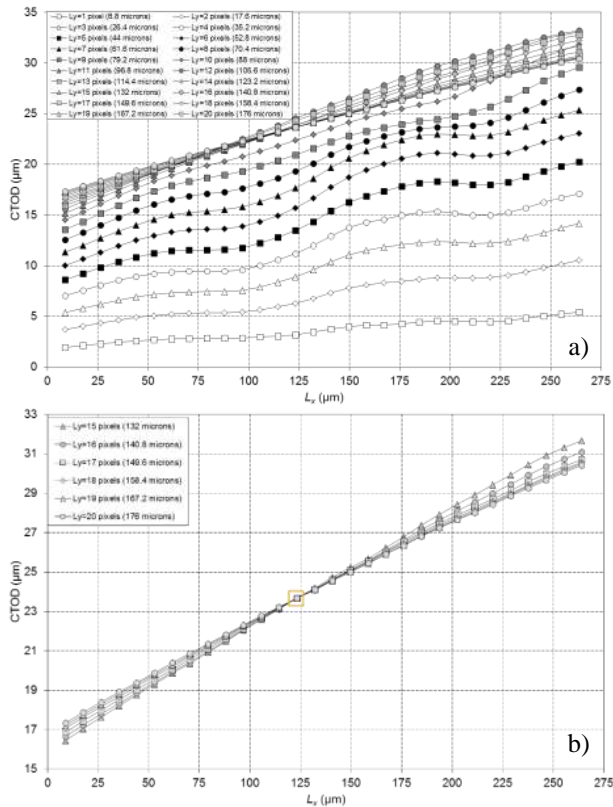 Ly=1 pixel (8.8 microns) Ly=2 pixel (17.6 microns)
Ly=3 pixels (26.4 microns) Ly=4 pixels (35.2 microns)
Ly=5 pixels (44 microns) Ly=6 pixels (52.8 microns)
Ly=7 pixels (61.6 microns) Ly=8 pixels (70.4 microns)
Ly=9 pixels (79.2 microns) Ly=10 pixels (88 microns)
Ly=11 pixels (96.8 microns) Ly=12 pixels (105.6 microns)
Ly=13 pixels (114.4 microns) Ly=14 pixels (123.2 microns)
Ly=15 pixels (132 microns) Ly=16 pixels (140.8 microns)
Ly=17 pixels (149.6 microns) Ly=18 pixels (158.4 microns)
Ly=19 pixels (167.2 microns) Ly=20 pixels (176 microns)
35
30
25
20
15
10
5
0
CTOD (µm)
0 25 50 75 100 125 150 175 200 225 250 275
Lx (µm)
a)
Ly=15 pixels (132 microns)
Ly=16 pixels (140.8 microns)
Ly=17 pixels (149.6 microns)
Ly=18 pixels (158.4 microns)
Ly=19 pixels (167.2 microns)
Ly=20 pixels (176 microns)
33
31
29
27
25
23
21
19
17
15
CTOD (µm)
0 25 50 75 100 125 150 175 200 225 250 275
Lx (µm)
b)